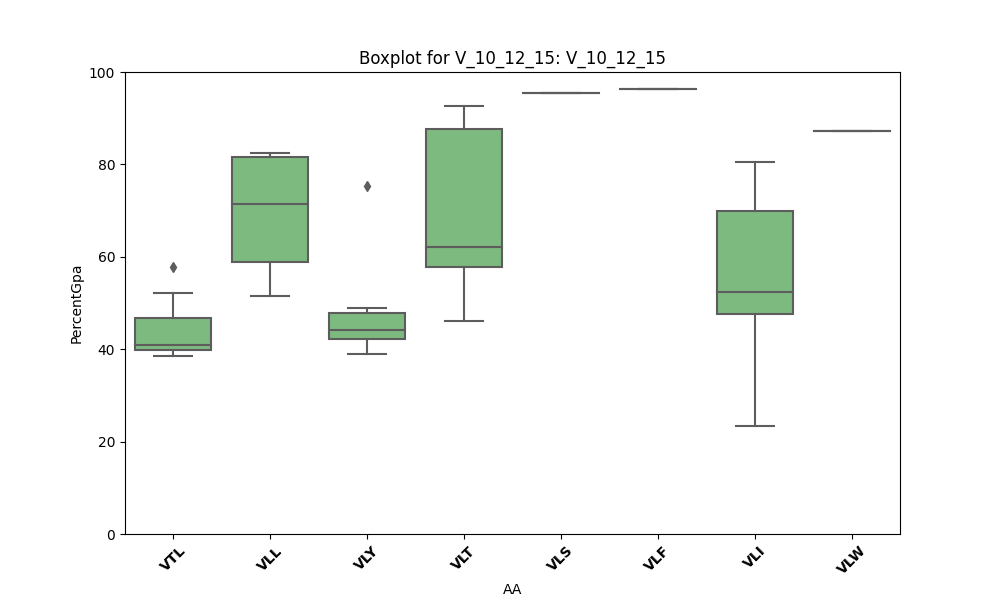 Boxplot for V_10_12_15: V_10_12_15
100
80
60
40
20
0
PercentGpa
VTL
VLL
VLY
VLT
VLS
VLF
VLI
VLW
AA